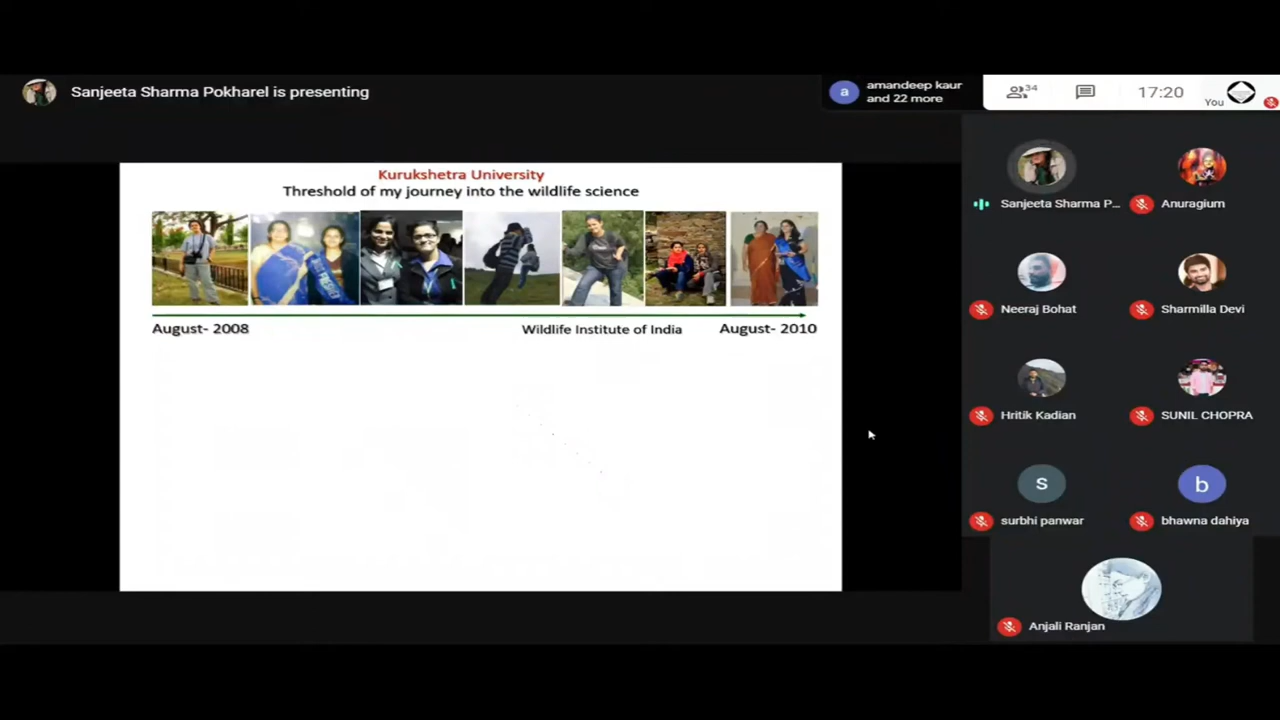 Sanjeeta Sharma Pokharel is presenting
a
amandeep kaur
and 22 more
34
17:20
You
Kurukshetra University
Threshold of my journey into the wildlife science
August- 2008
Wildlife Institute of India
August- 2010
Sanjeeta Sharma P...
Anuragium
Neeraj Bohat
Sharmilla Devi
Hritik Kadian
SUNIL CHOPRA
s
b
surbhi panwar
bhawna dahiya
Anjali Ranjan